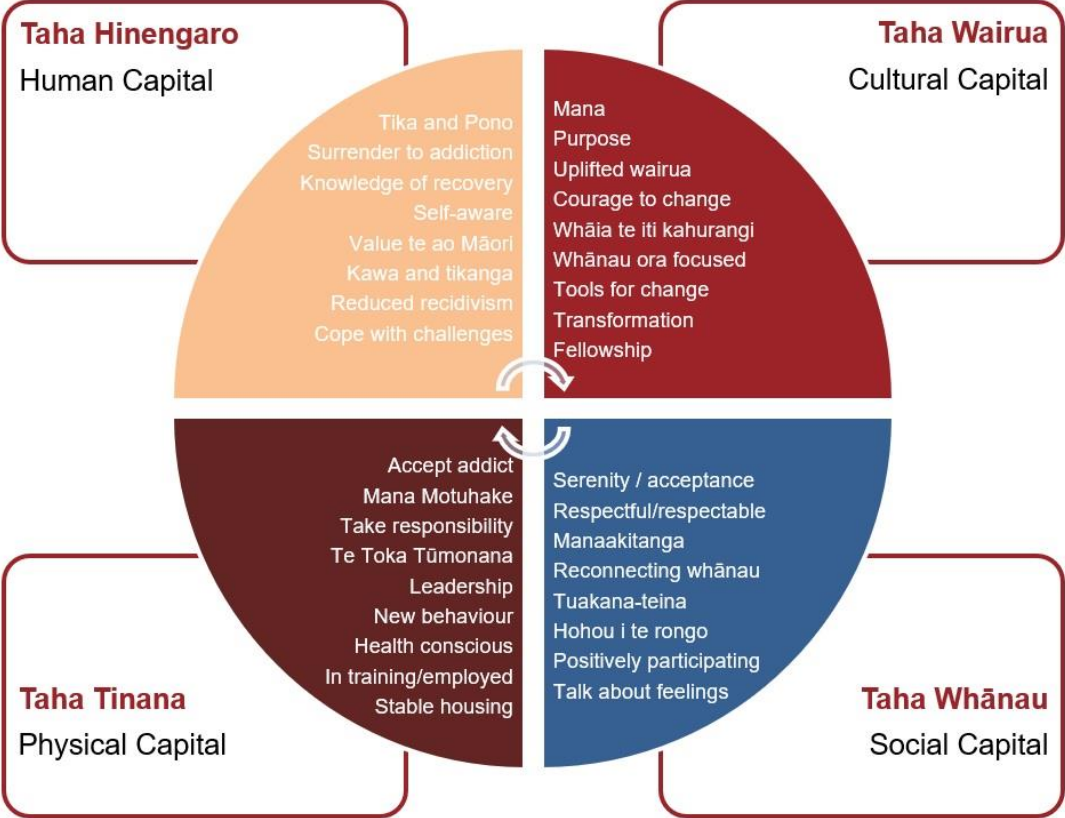 Taha Hinengaro
Human Capital
Tika and Pono
Surrender to addiction
Knowledge of recovery
Self-aware
Value te ao Māori
Kawa and tikanga
Reduced recidivism
Cope with challenges
Taha Wairua
Cultural Capital
Mana
Purpose
Uplifted wairua
Courage to change
Whāia te iti kahurangi
Whānau ora focused
Tools for change
Transformation
Fellowship
Accept addict
Mana Motuhake
Take responsibility
Te Toka Tūmonana
Leadership
New behaviour
Health conscious
In training/employed
Stable housing
Taha Tinana
Physical Capital
Serenity / acceptance
Respectful/respectable
Manaakitanga
Reconnecting whānau
Tuakana-teina
Hohou i te rongo
Positively participating
Talk about feelings
Taha Whānau
Social Capital